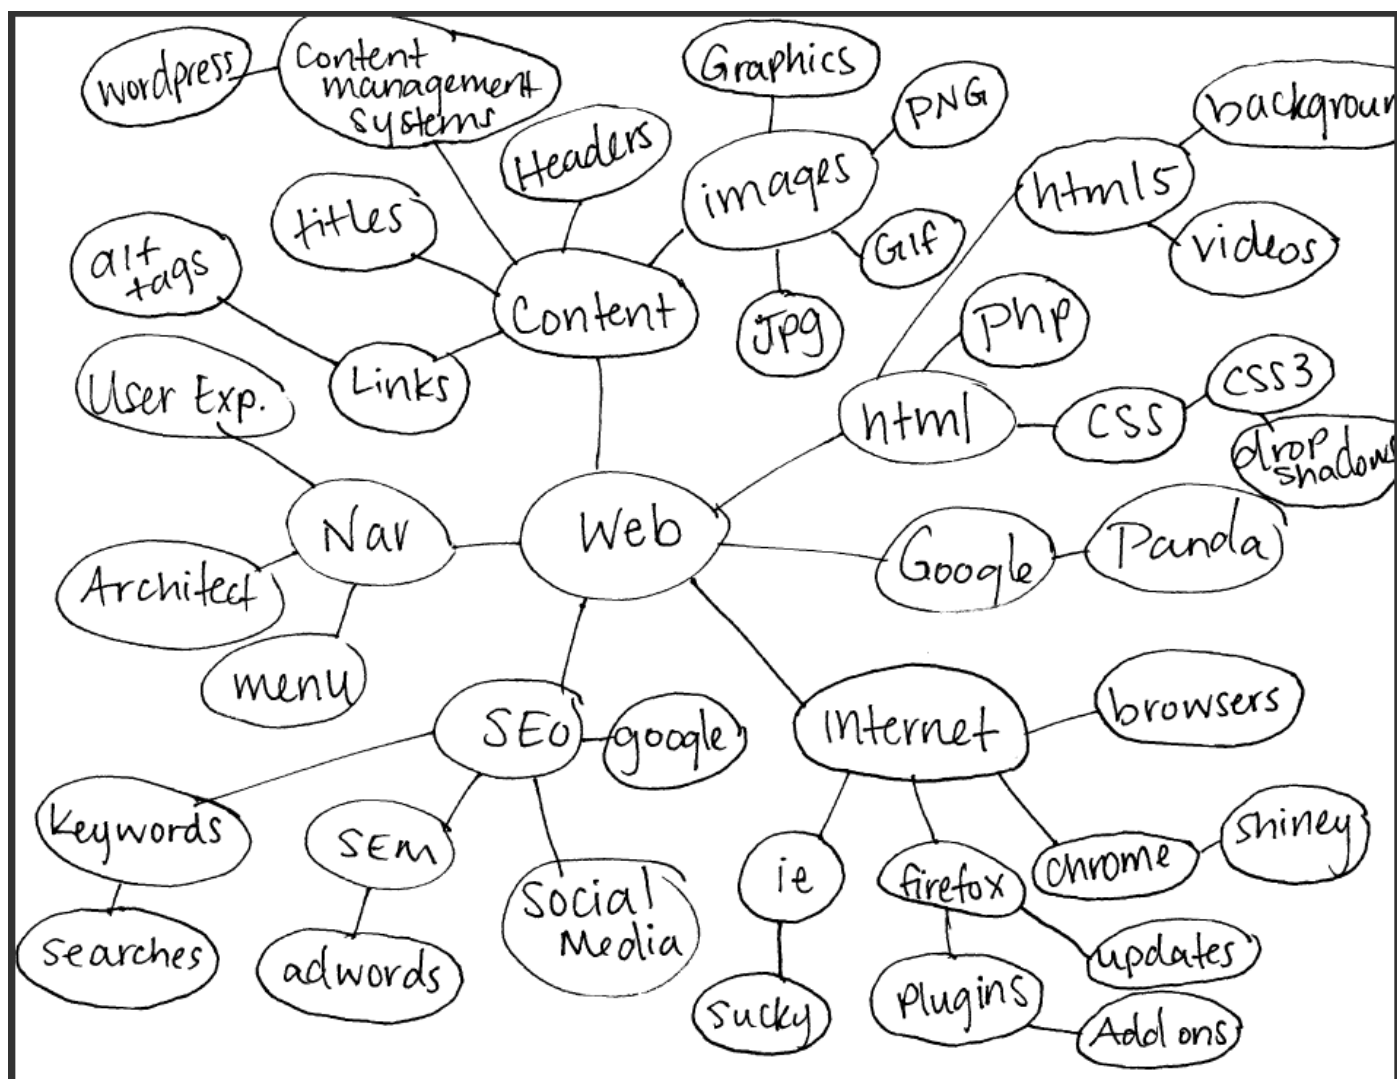 wordpress
Content
management
systems
Graphics
PNG
backgroun
Headers
images
html5
titles
Gif
videos
alt
tags
Content
Php
Jpg
User Exp.
Links
html
CSS
CSS3
drop
shadows
Nav
Web
Google
Panda
Architect
menu
SEO
google
Internet
browsers
Keywords
SEM
ie
firefox
chrome
shiney
Social
Media
searches
adwords
updates
Plugins
sucky
Add ons